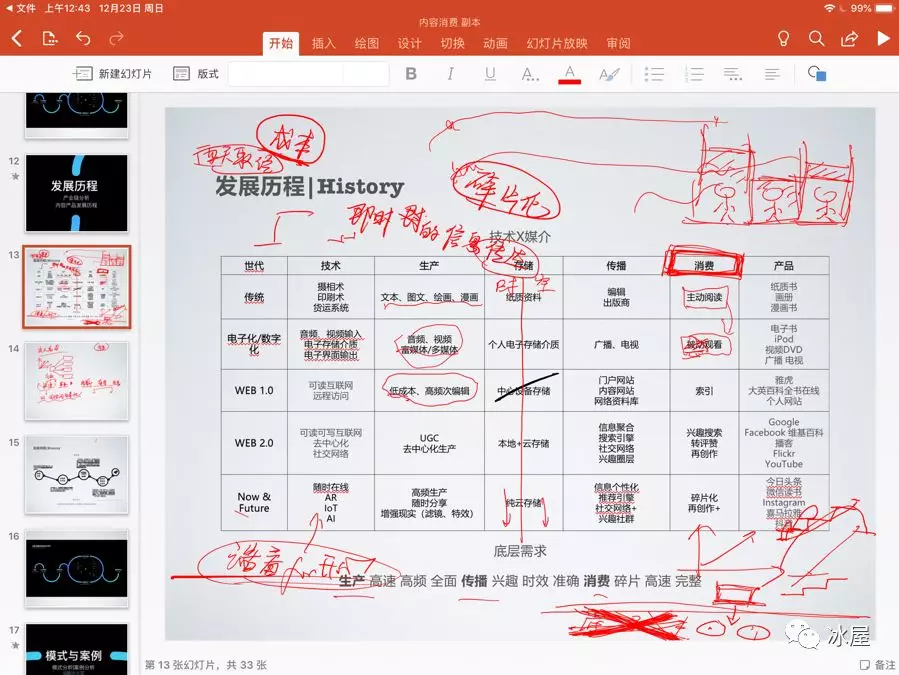 文件 上午12:43 12月23日 周日
99%
内容消费 副本
开始 插入 绘图 设计 切换 动画 幻灯片放映 审阅
新建幻灯片 版式 B I U A... A
12
发展历程
产业链分析
内容产品发展历程
13
14
15
16
17
模式与案例
成本
碎片化
即时 的信息
发展历程|History
技术X媒介
世代 技术 生产 存储 传播 消费 产品
时 空
传统
摄相术
印刷术
货运系统
文本、图文、绘画、漫画
纸质资料
编辑
出版商
主动阅读
纸质书
画册
漫画书
电子化/数字
化
音频、视频输入
电子存储介质
电子界面输出
音频、视频
富媒体/多媒体
个人电子存储介质
广播、电视
被动观看
电子书
iPod
视频DVD
广播 电视
WEB 1.0
可读互联网
远程访问
低成本、高频次编辑
中心设备存储
门户网站
内容网站
网络资料库
索引
雅虎
大英百科全书在线
个人网站
WEB 2.0
可读可写互联网
去中心化
社交网络
UGC
去中心化生产
本地+云存储
信息聚合
搜索引擎
社交网络
兴趣圈层
兴趣搜索
转评赞
再创作
Google
Facebook 维基百科
播客
Flickr
YouTube
Now &
Future
随时在线
AR
IoT
AI
高频生产
随时分享
增强现实（滤镜、特效）
纯云存储
信息个性化
推荐引擎
社交网络+
兴趣社群
碎片化
再创作+
今日头条
微信读书
Instagram
喜马拉雅
抖音
底层需求
生产 高速 高频 全面 传播 兴趣 时效 准确 消费 碎片 高速 完整
冰屋
第 13 张幻灯片，共 33 张
备注